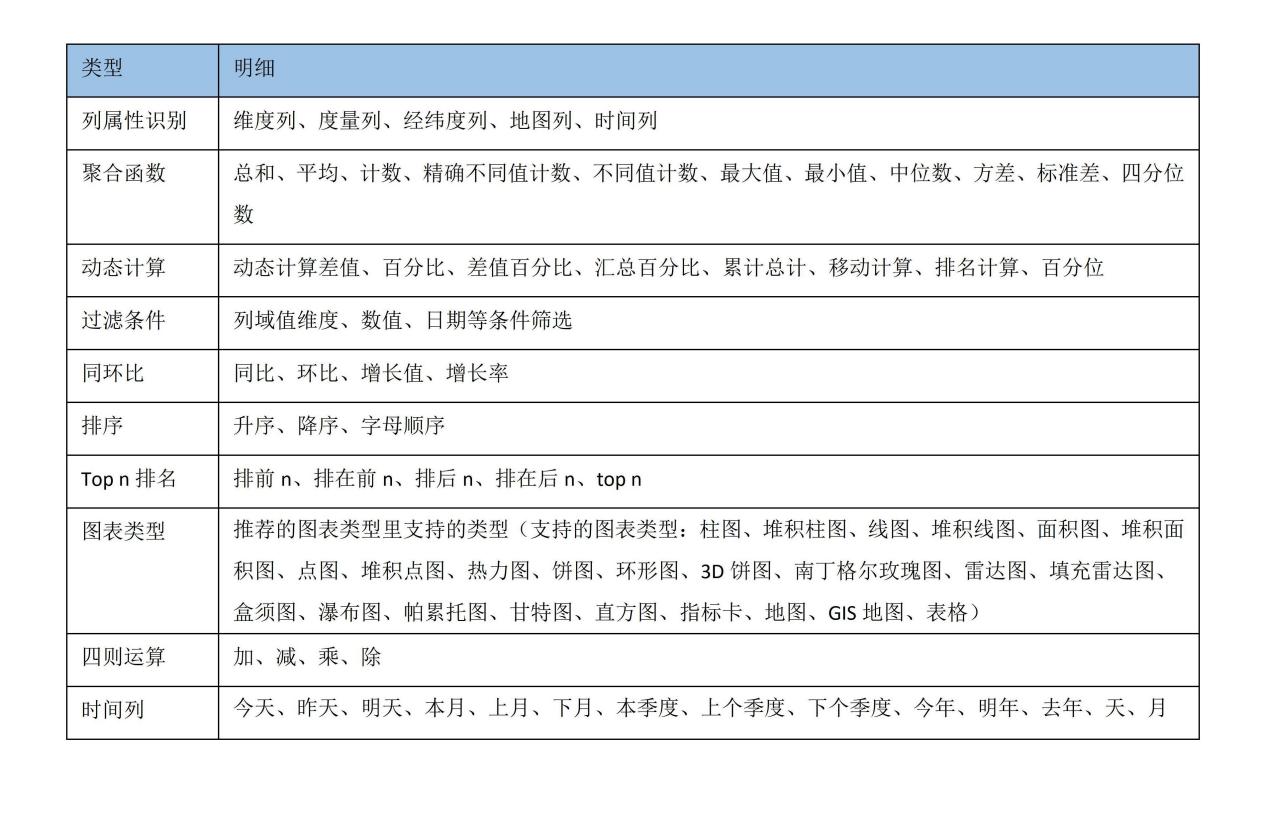 类型 明细
列属性识别 维度列、度量列、经纬度列、地图列、时间列
聚合函数 总和、平均、计数、精确不同值计数、不同值计数、最大值、最小值、中位数、方差、标准差、四分位
数
动态计算 动态计算差值、百分比、差值百分比、汇总百分比、累计总计、移动计算、排名计算、百分位
过滤条件 列域值维度、数值、日期等条件筛选
同环比 同比、环比、增长值、增长率
排序 升序、降序、字母顺序
Top n 排名 排前 n、排在前 n、排后 n、排在后 n、top n
图表类型 推荐的图表类型里支持的类型（支持的图表类型：柱图、堆积柱图、线图、堆积线图、面积图、堆积面
积图、点图、堆积点图、热力图、饼图、环形图、3D 饼图、南丁格尔玫瑰图、雷达图、填充雷达图、
盒须图、瀑布图、帕累托图、甘特图、直方图、指标卡、地图、GIS 地图、表格）
四则运算 加、减、乘、除
时间列 今天、昨天、明天、本月、上月、下月、本季度、上个季度、下个季度、今年、明年、去年、天、月